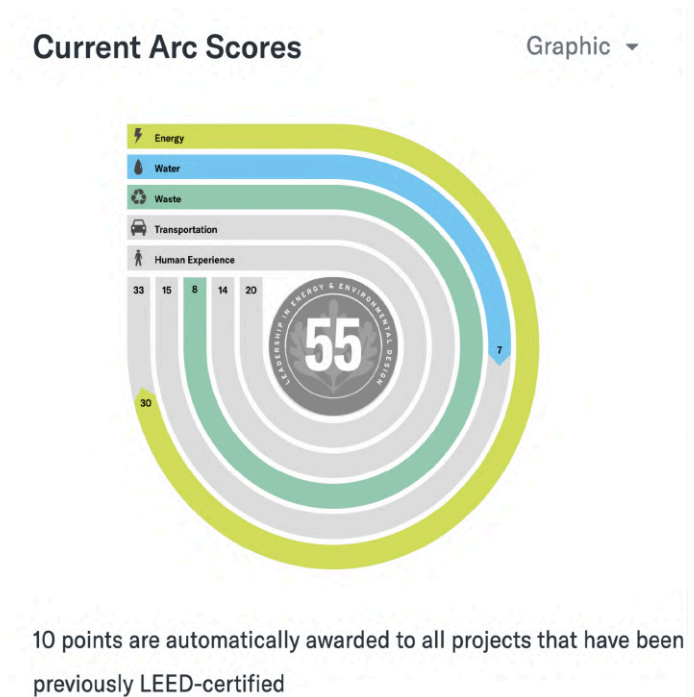 Current Arc Scores
Graphic
Energy
Water
Waste
Transportation
Human Experience
33 15 8 14 20
LEADERSHIP IN ENERGY & ENVIRONMENTAL DESIGN
55
7
30
10 points are automatically awarded to all projects that have been
previously LEED-certified